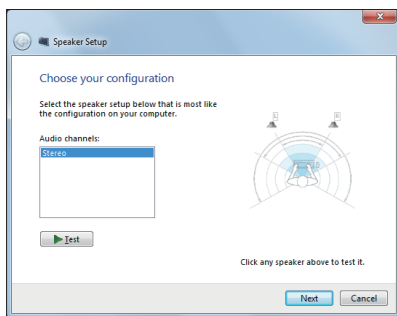 Speaker Setup
Choose your configuration
Select the speaker setup below that is most like
the configuration on your computer.
Audio channels:
Stereo
L R
Test
Click any speaker above to test it.
Next Cancel